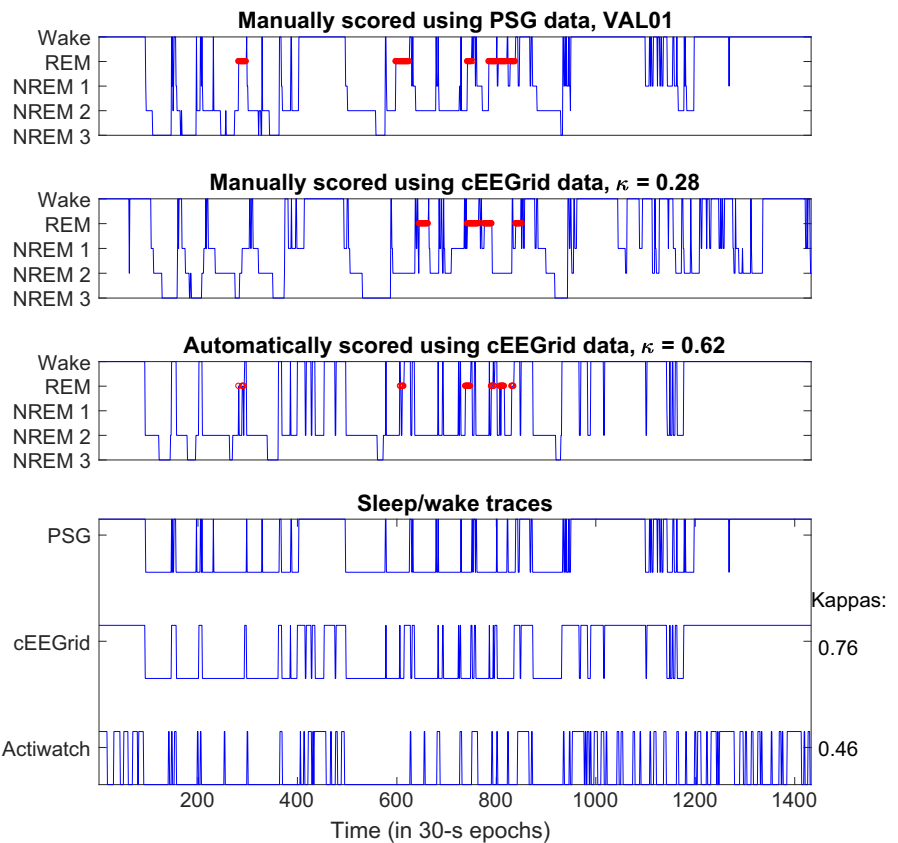 Manually scored using PSG data, VAL01
Wake
REM
NREM 1
NREM 2
NREM 3
Manually scored using cEEGrid data, κ = 0.28
Wake
REM
NREM 1
NREM 2
NREM 3
Automatically scored using cEEGrid data, κ = 0.62
Wake
REM
NREM 1
NREM 2
NREM 3
Sleep/wake traces
PSG
Kappas:
cEEGrid 0.76
Actiwatch 0.46
200 400 600 800 1000 1200 1400
Time (in 30-s epochs)